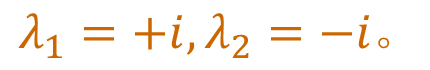 λ₁ = +i, λ₂ = −i。